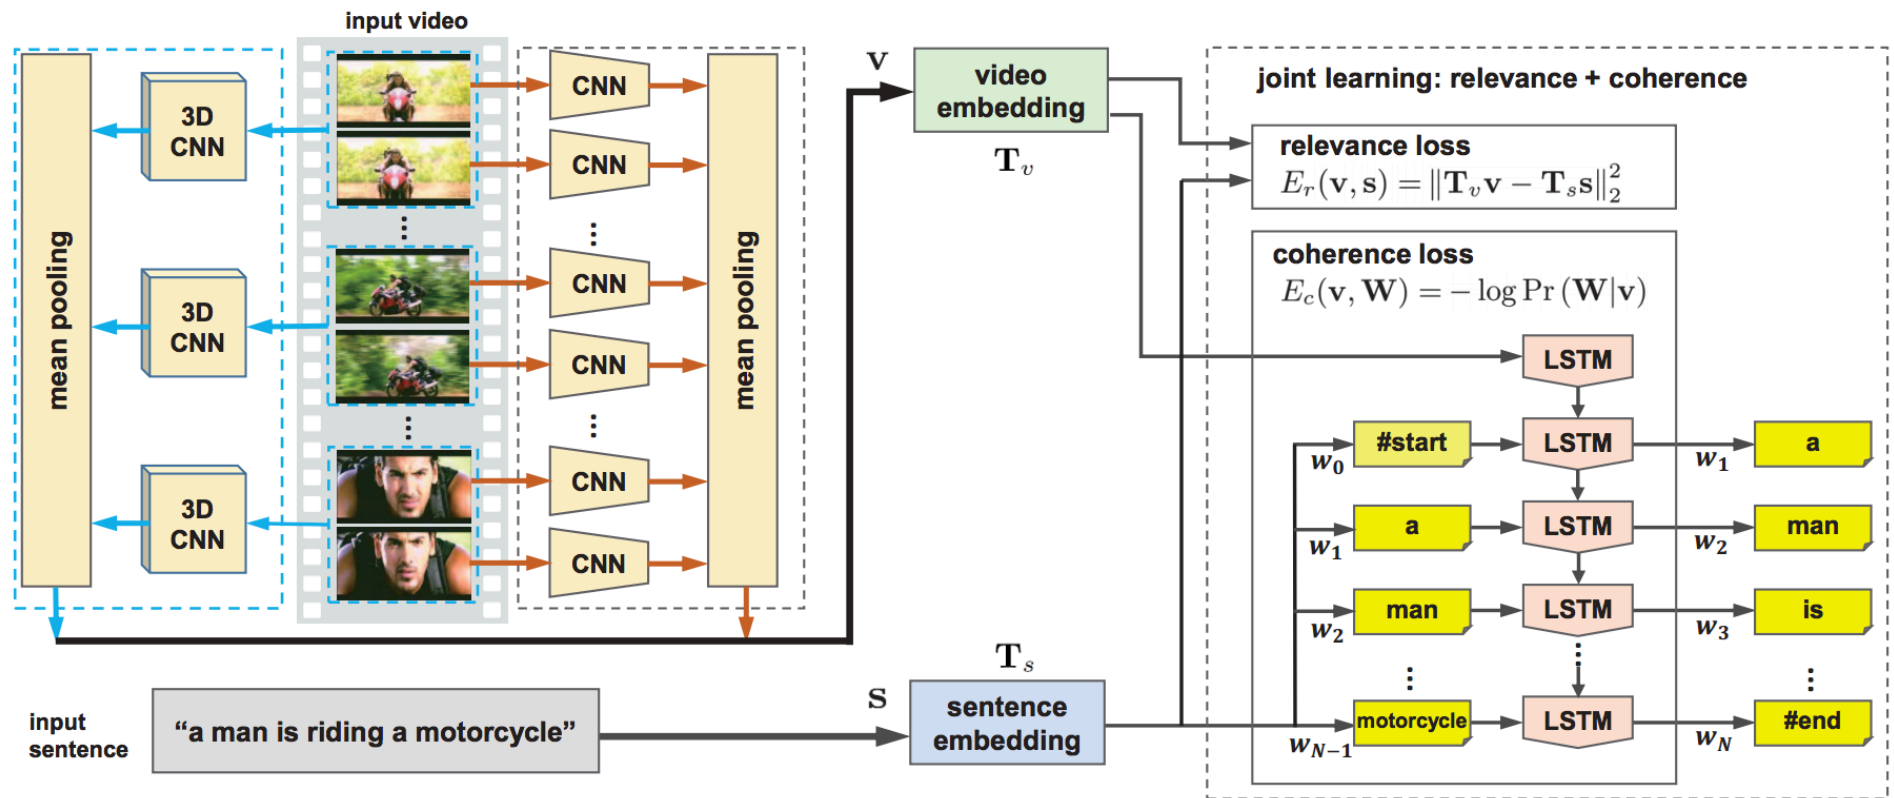 input video
mean pooling
3D
CNN
3D
CNN
3D
CNN
⋮
⋮
CNN
CNN
⋮
CNN
CNN
⋮
CNN
CNN
mean pooling
v
video
embedding
T_v
joint learning: relevance + coherence
relevance loss
E_r(v, s) = ‖T_v v − T_s s‖₂²
coherence loss
E_c(v, W) = − log Pr (W|v)
LSTM
w_0
#start
LSTM
w_1
a
w_1
a
LSTM
w_2
man
w_2
man
LSTM
w_3
is
⋮
⋮
⋮
w_{N−1}
motorcycle
LSTM
w_N
#end
input
sentence
“a man is riding a motorcycle”
s
T_s
sentence
embedding